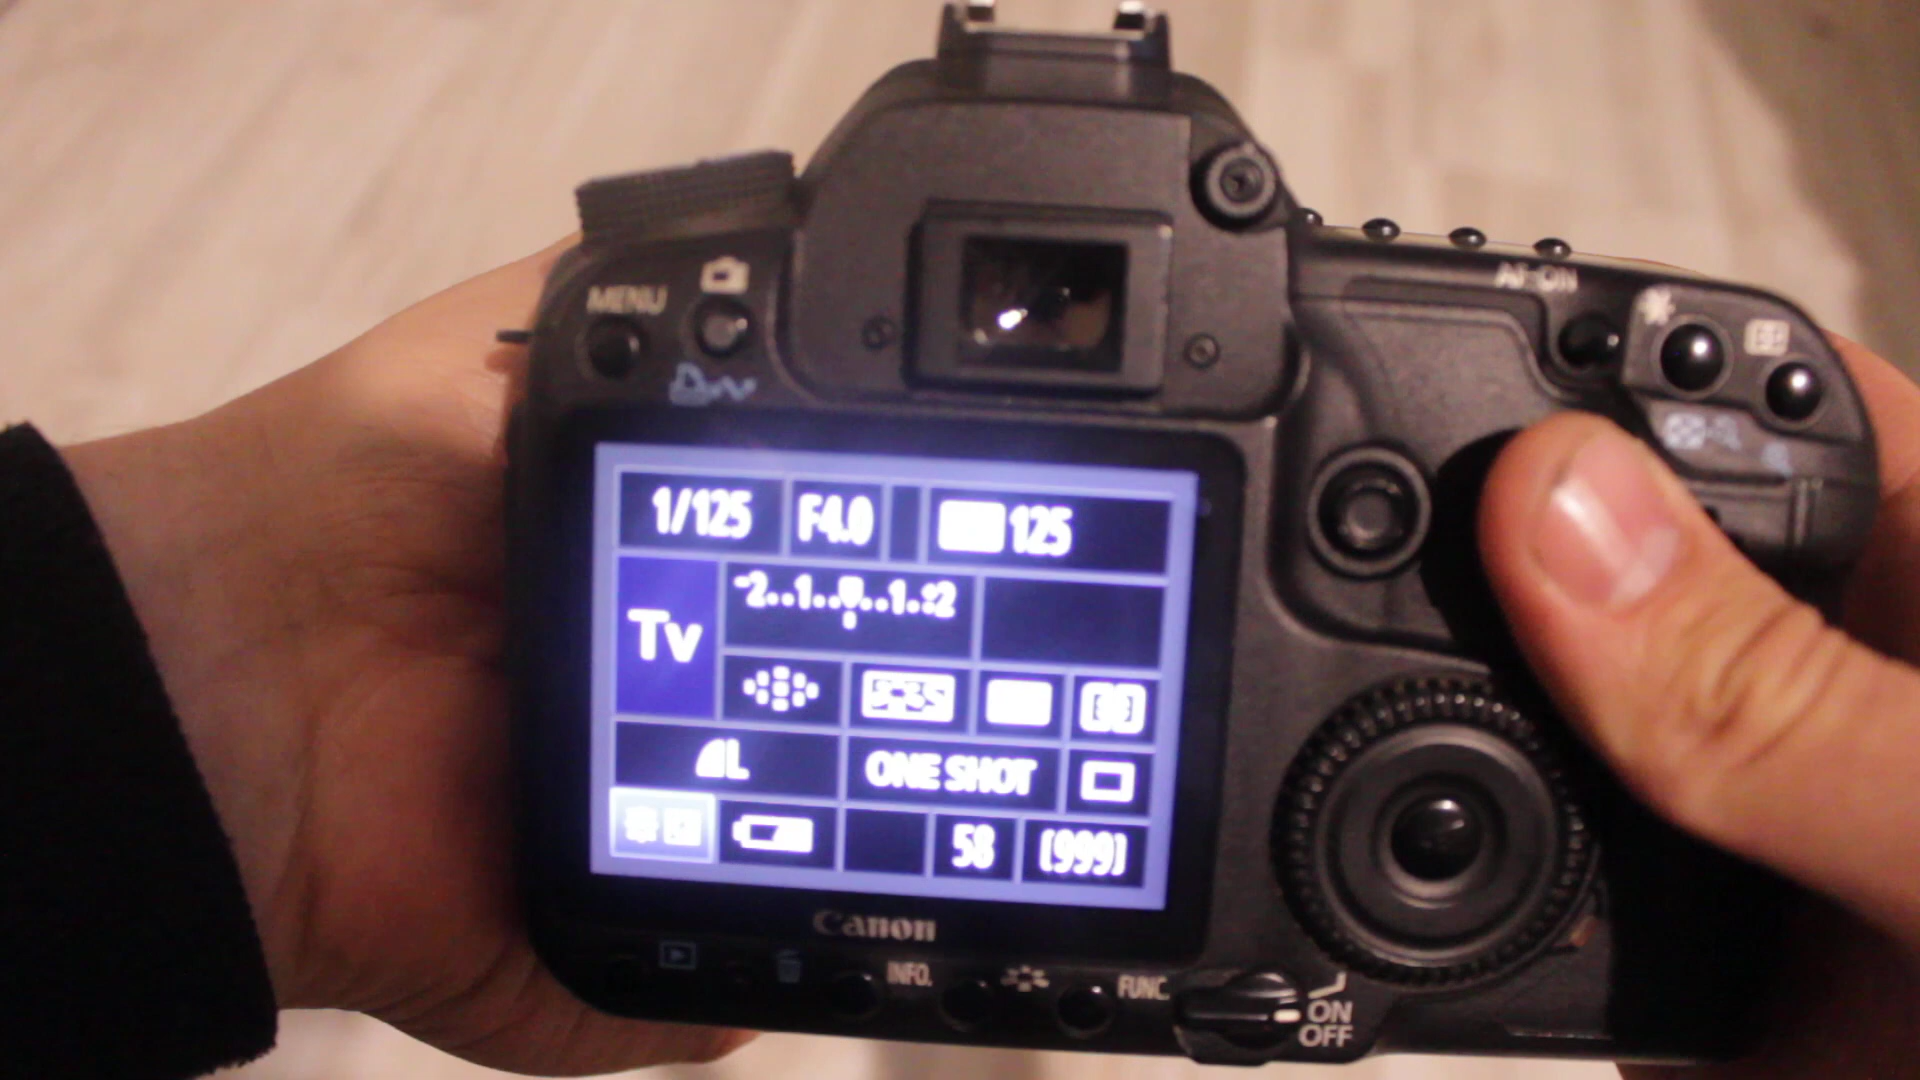 MENU
AF-ON
1/125 F4.0 ISO 125
Tv
-2..1..0..1.:2
L ONE SHOT
58 [999]
Canon
INFO. FUNC.
ON
OFF